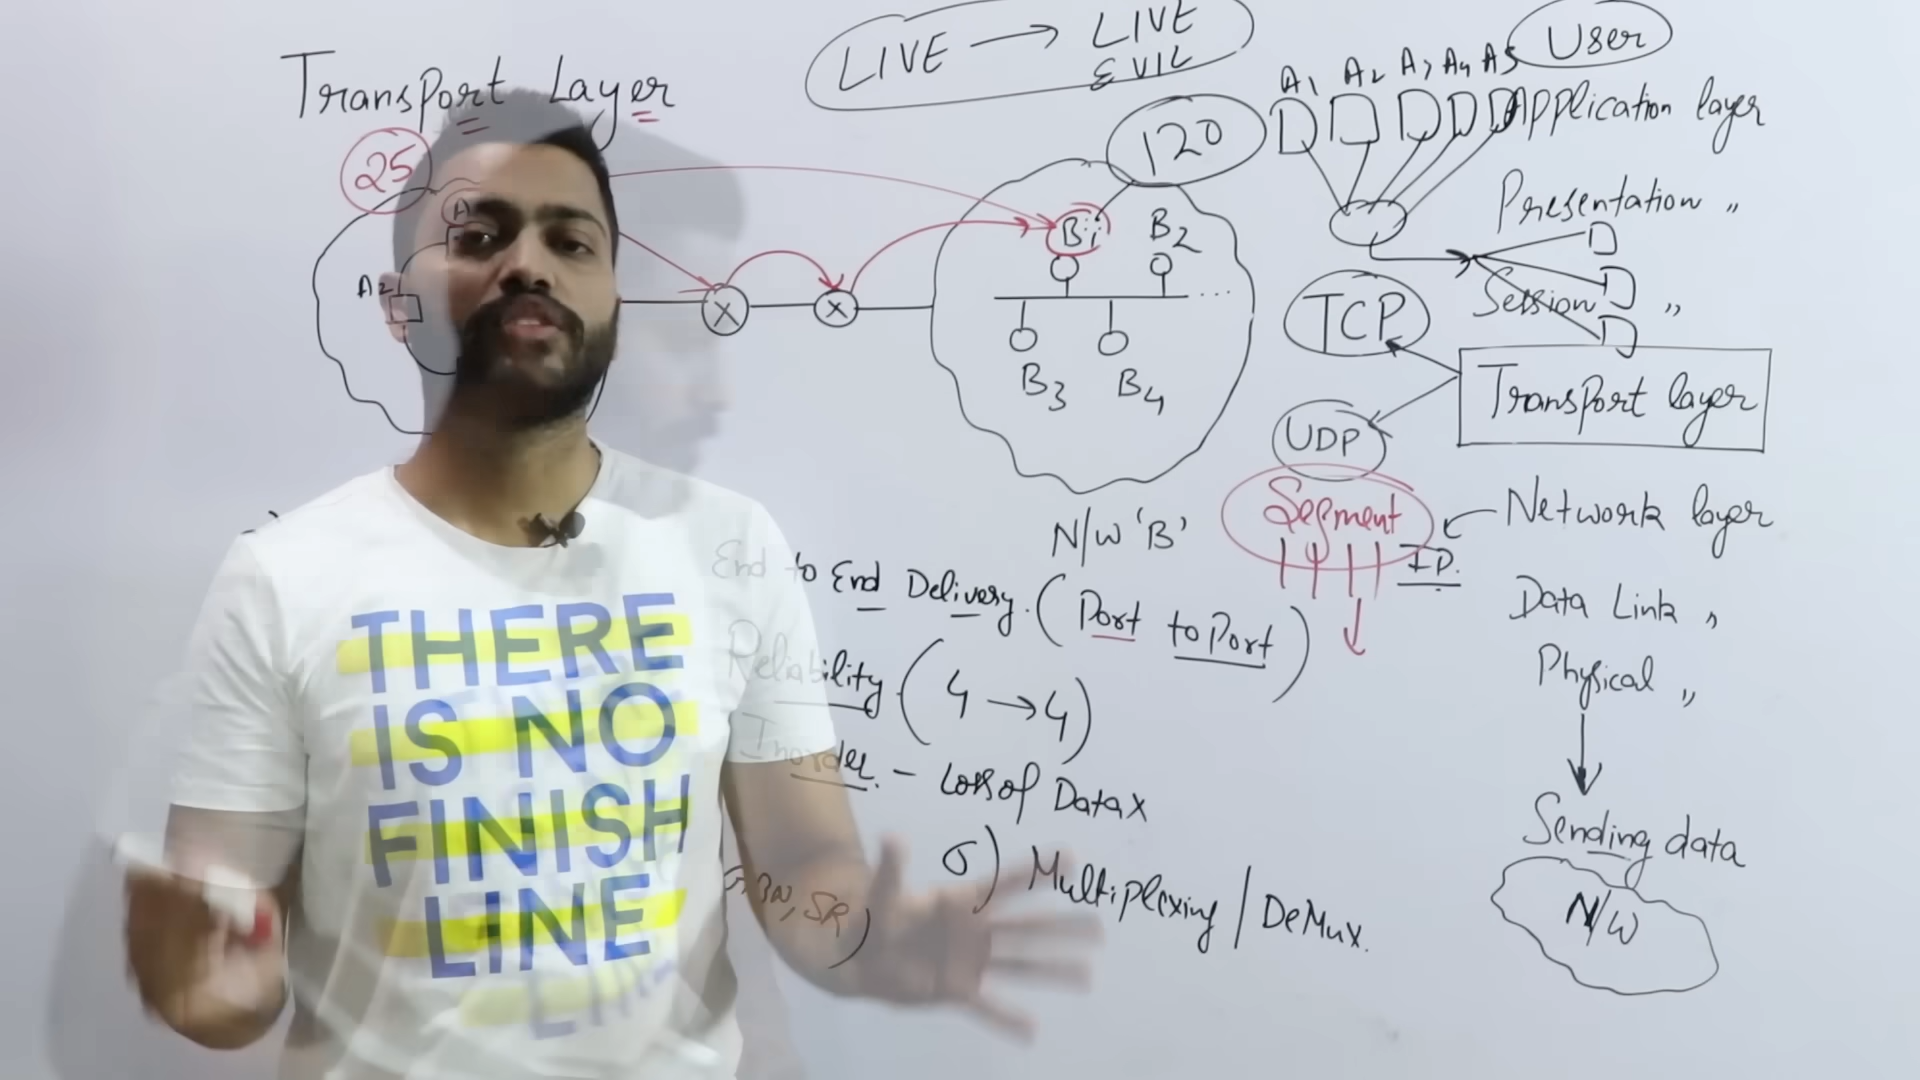 Transport Layer
LIVE → LIVE
EVIL
User
A1 A2 A3 A4 A5
Application layer
25
120
Presentation "
A
A2
B1
B2
B3
B4
...
X
X
Session "
TCP
Transport layer
UDP
Segment
IP.
Network layer
N/W 'B'
Data Link "
Physical "
End to End Delivery. (Port to Port)
Reliability (4 → 4)
Inorder. - Loss of Data x
Multiplexing / DeMux.
Sending data
N/W
SR)
THERE
IS NO
FINISH
LINE